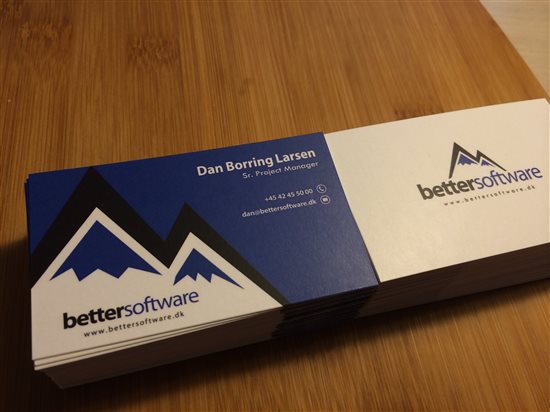 Dan Borring Larsen
Sr. Project Manager
+45 42 45 50 00
dan@bettersoftware.dk
bettersoftware
www.bettersoftware.dk
bettersoftware
www.bettersoftware.dk